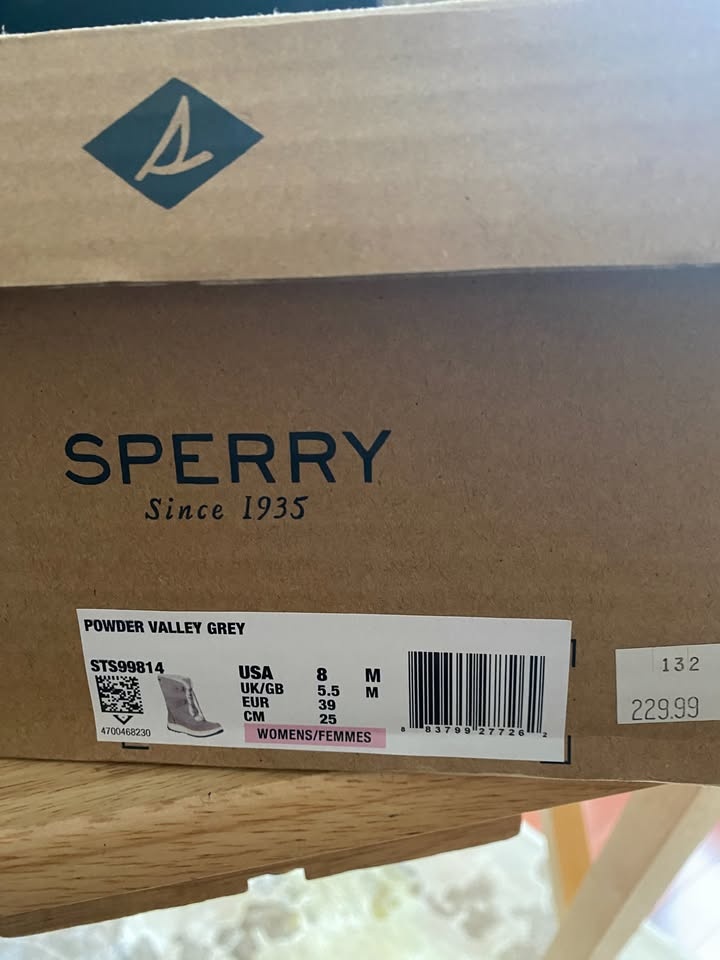 SPERRY
Since 1935
POWDER VALLEY GREY
STS99814
4700468230
USA 8 M
UK/GB 5.5 M
EUR 39
CM 25
WOMENS/FEMMES
8 83799 27726 2
132
229.99